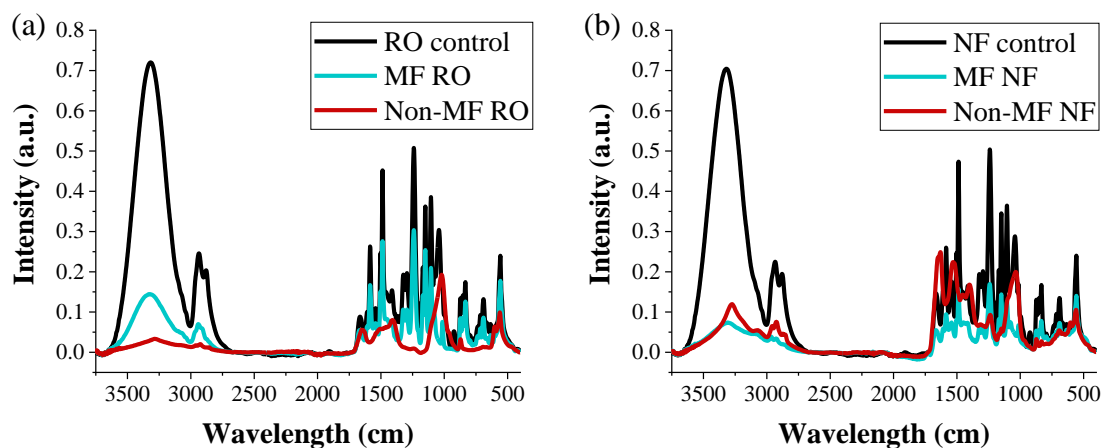 (a)
RO control
MF RO
Non-MF RO
Intensity (a.u.)
0.8
0.7
0.6
0.5
0.4
0.3
0.2
0.1
0.0
3500 3000 2500 2000 1500 1000 500
Wavelength (cm)
(b)
NF control
MF NF
Non-MF NF
Intensity (a.u.)
0.8
0.7
0.6
0.5
0.4
0.3
0.2
0.1
0.0
3500 3000 2500 2000 1500 1000 500
Wavelength (cm)